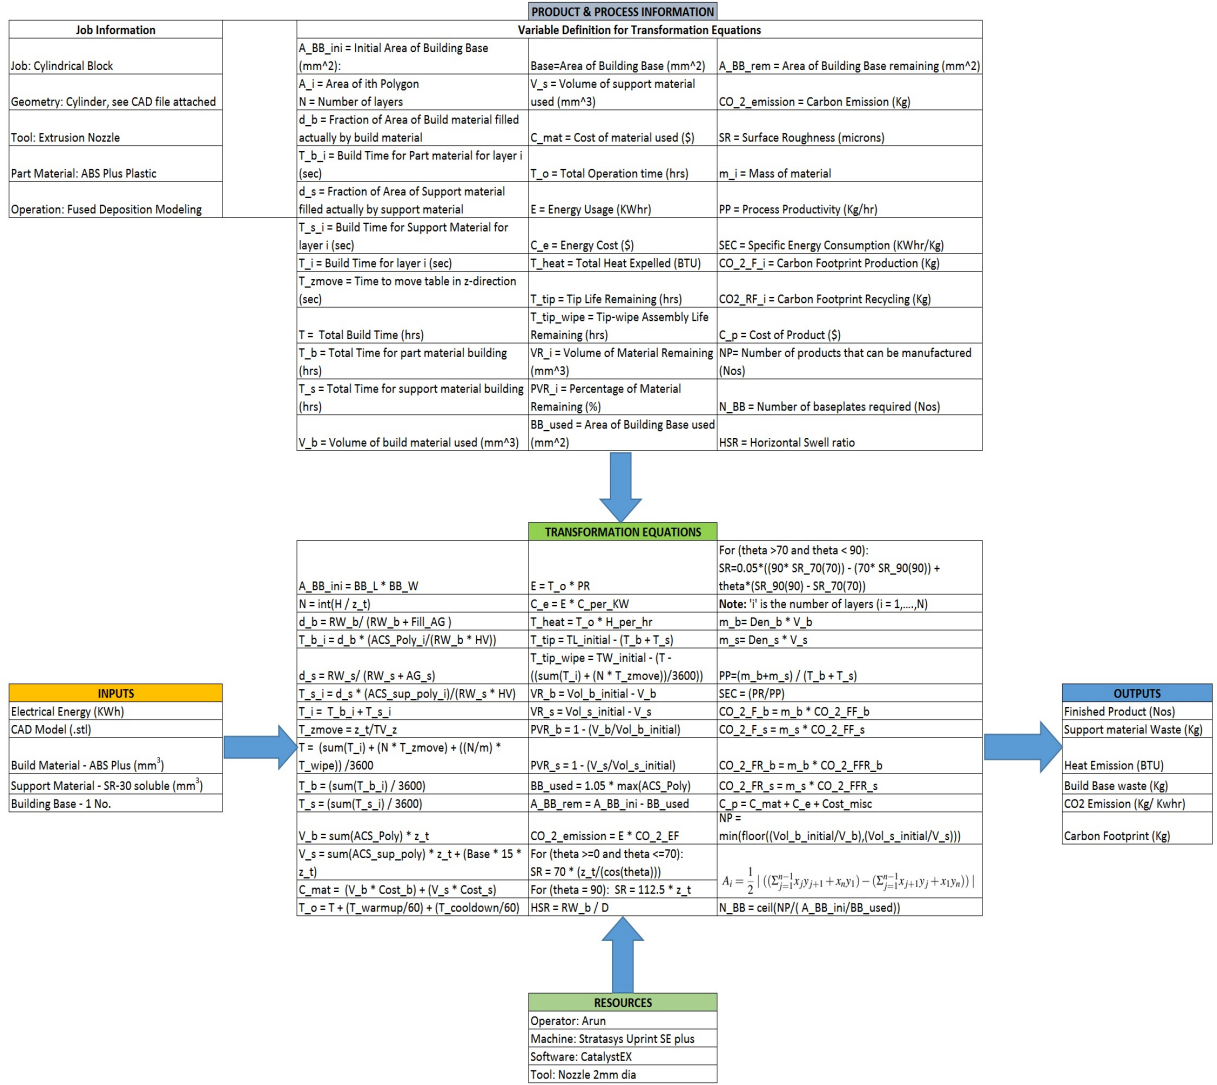 PRODUCT & PROCESS INFORMATION
Job Information
Job: Cylindrical Block
Geometry: Cylinder, see CAD file attached
Tool: Extrusion Nozzle
Part Material: ABS Plus Plastic
Operation: Fused Deposition Modeling
Variable Definition for Transformation Equations
A_BB_ini = Initial Area of Building Base
(mm^2):
A_i = Area of ith Polygon
N = Number of layers
d_b = Fraction of Area of Build material filled
actually by build material
T_b_i = Build Time for Part material for layer i
(sec)
d_s = Fraction of Area of Support material
filled actually by support material
T_s_i = Build Time for Support Material for
layer i (sec)
T_i = Build Time for layer i (sec)
T_zmove = Time to move table in z-direction
(sec)
T =  Total Build Time (hrs)
T_b = Total Time for part material building
(hrs)
T_s = Total Time for support material building
(hrs)
V_b = Volume of build material used (mm^3)
Base=Area of Building Base (mm^2)
V_s = Volume of support material
used (mm^3)
C_mat = Cost of material used ($)
T_o = Total Operation time (hrs)
E = Energy Usage (KWhr)
C_e = Energy Cost ($)
T_heat = Total Heat Expelled (BTU)
T_tip = Tip Life Remaining (hrs)
T_tip_wipe = Tip-wipe Assembly Life
Remaining (hrs)
VR_i = Volume of Material Remaining
(mm^3)
PVR_i = Percentage of Material
Remaining (%)
BB_used = Area of Building Base used
(mm^2)
A_BB_rem = Area of Building Base remaining (mm^2)
CO_2_emission = Carbon Emission (Kg)
SR = Surface Roughness (microns)
m_i = Mass of material
PP = Process Productivity (Kg/hr)
SEC = Specific Energy Consumption (KWhr/Kg)
CO_2_F_i = Carbon Footprint Production (Kg)
CO2_RF_i = Carbon Footprint Recycling (Kg)
C_p = Cost of Product ($)
NP= Number of products that can be manufactured
(Nos)
N_BB = Number of baseplates required (Nos)
HSR = Horizontal Swell ratio
TRANSFORMATION EQUATIONS
A_BB_ini = BB_L * BB_W
N = int(H / z_t)
d_b = RW_b/ (RW_b + Fill_AG )
T_b_i = d_b * (ACS_Poly_i/(RW_b * HV)
d_s = RW_s/ (RW_s + AG_s)
T_s_i = d_s * (ACS_sup_poly_i)/(RW_s * HV)
T_i =  T_b_i + T_s_i
T_zmove = z_t/TV_z
T =  (sum(T_i) + (N * T_zmove) + ((N/m) *
T_wipe)) /3600
T_b = (sum(T_b_i) / 3600)
T_s = (sum(T_s_i) / 3600)
V_b = sum(ACS_Poly) * z_t
V_s = sum(ACS_sup_poly) * z_t + (Base * 15 *
z_t)
C_mat =  (V_b * Cost_b) + (V_s * Cost_s)
T_o = T + (T_warmup/60) + (T_cooldown/60)
E = T_o * PR
C_e = E * C_per_KW
T_heat = T_o * H_per_hr
T_tip = TL_initial - (T_b + T_s)
T_tip_wipe = TW_initial - (T -
((sum(T_i) + (N * T_zmove))/3600))
VR_b = Vol_b_initial - V_b
VR_s = Vol_s_initial - V_s
PVR_b = 1 - (V_b/Vol_b_initial)
PVR_s = 1 - (V_s/Vol_s_initial)
BB_used = 1.05 * max(ACS_Poly)
A_BB_rem = A_BB_ini - BB_used
CO_2_emission = E * CO_2_EF
For (theta >=0 and theta <=70):
SR = 70 * (z_t/(cos(theta)))
For (theta = 90):  SR = 112.5 * z_t
HSR = RW_b / D
For (theta >70 and theta < 90):
SR=0.05*((90* SR_70(70)) - (70* SR_90(90)) +
theta*(SR_90(90) - SR_70(70))
Note: 'i' is the number of layers (i = 1,....,N)
m_b= Den_b * V_b
m_s= Den_s * V_s
PP=(m_b+m_s) / (T_b + T_s)
SEC = (PR/PP)
CO_2_F_b = m_b * CO_2_FF_b
CO_2_F_s = m_s * CO_2_FF_s
CO_2_FR_b = m_b * CO_2_FFR_b
CO_2_FR_s = m_s * CO_2_FFR_s
C_p = C_mat + C_e + Cost_misc
NP =
min(floor((Vol_b_initial/V_b),(Vol_s_initial/V_s)))
A_i = 1/2 | ((Σ_{j=1}^{n-1} x_j y_{j+1} + x_n y_1) − (Σ_{j=1}^{n-1} x_{j+1} y_j + x_1 y_n)) |
N_BB = ceil(NP/( A_BB_ini/BB_used))
INPUTS
Electrical Energy (KWh)
CAD Model (.stl)
Build Material - ABS Plus (mm³)
Support Material - SR-30 soluble (mm³)
Building Base - 1 No.
OUTPUTS
Finished Product (Nos)
Support material Waste (Kg)
Heat Emission (BTU)
Build Base waste (Kg)
CO2 Emission (Kg/ Kwhr)
Carbon Footprint (Kg)
RESOURCES
Operator: Arun
Machine: Stratasys Uprint SE plus
Software: CatalystEX
Tool: Nozzle 2mm dia